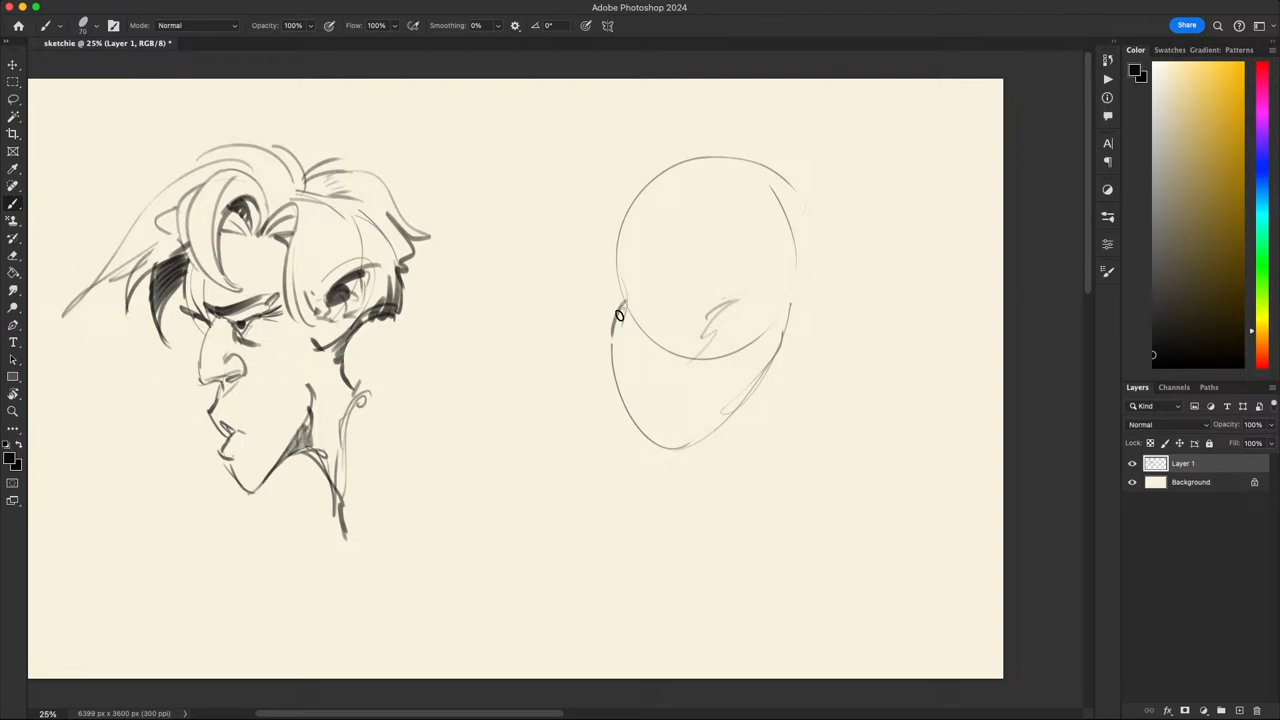 Adobe Photoshop 2024
70 Mode: Normal Opacity: 100% Flow: 100% Smoothing: 0% 0° Share
sketchie @ 25% (Layer 1, RGB/8) *
Color Swatches Gradient: Patterns
Layers Channels Paths
Kind
Normal Opacity: 100%
Lock: Fill: 100%
Layer 1
Background
25% 6399 px x 3600 px (300 ppi)